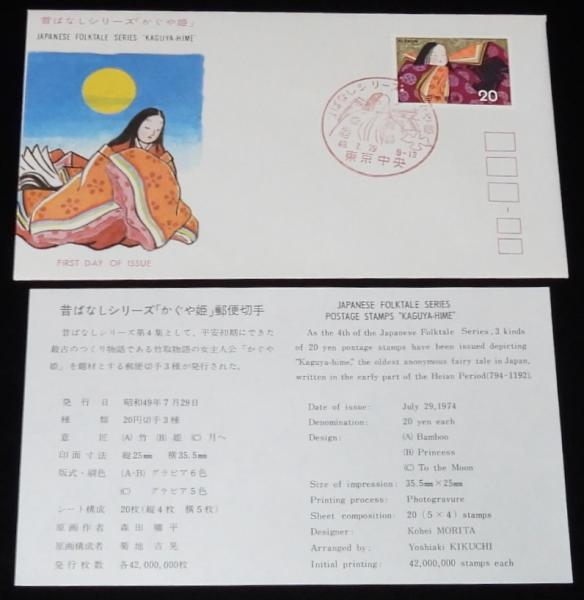 昔ばなしシリーズ「かぐや姫」
JAPANESE FOLKTALE SERIES "KAGUYA-HIME"
20
49. 7. 29
東京中央
FIRST DAY OF ISSUE
昔ばなしシリーズ「かぐや姫」郵便切手
昔ばなしシリーズ第4集として、平安初期にできた
最古のつくり物語である竹取物語の女主人公「かぐや
姫」を題材とする郵便切手3種が発行された。
発行日 昭和49年7月29日
種類 20円切手3種
意匠 (A) 竹 (B) 姫 (C) 月へ
印面寸法 縦25mm 横35.5mm
版式・刷色 (A·B) グラビア6色
(C) グラビア5色
シート構成 20枚(縦4枚 横5枚)
原画作者 森田曠平
原画構成者 菊地吉晃
発行枚数 各42,000,000枚
JAPANESE FOLKTALE SERIES
POSTAGE STAMPS "KAGUYA-HIME"
As the 4th of the Japanese Folktale Series, 3 kinds
of 20 yen postage stamps have been issued depicting
"Kaguya-hime," the oldest anonymous fairy tale in Japan,
written in the early part of the Heian Period(794-1192).
Date of issue: July 29,1974
Denomination: 20 yen each
Design: (A) Bamboo
(B) Princess
(C) To the Moon
Size of impression: 35.5mm×25mm
Printing process: Photogravure
Sheet composition: 20 (5×4) stamps
Designer: Kohei MORITA
Arranged by: Yoshiaki KIKUCHI
Initial printing: 42,000,000 stamps each